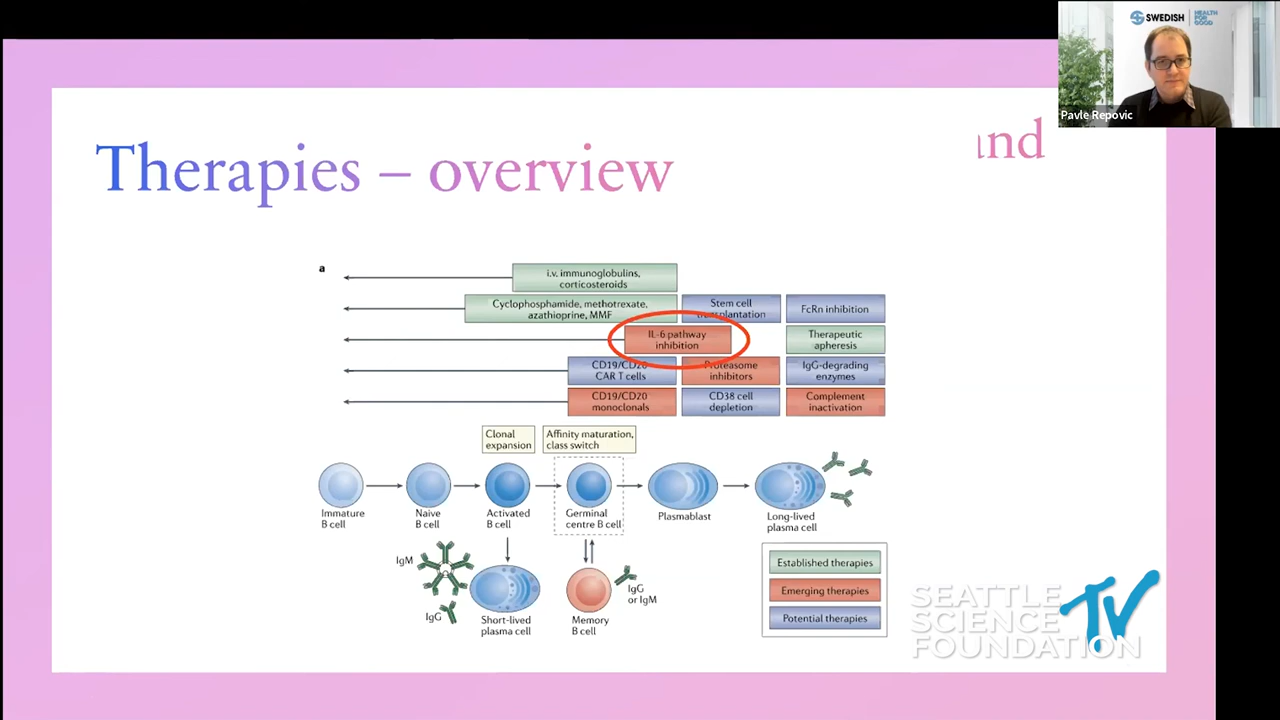 SWEDISH
HEALTH
FOR
GOOD
Pavle Repovic
Therapies – overview
and
a
i.v. immunoglobulins,
corticosteroids
Cyclophosphamide, methotrexate,
azathioprine, MMF
Stem cell
transplantation
FcRn inhibition
IL-6 pathway
inhibition
Therapeutic
apheresis
CD19/CD20
CAR T cells
Proteasome
inhibitors
IgG-degrading
enzymes
CD19/CD20
monoclonals
CD38 cell
depletion
Complement
inactivation
Clonal
expansion
Affinity maturation,
class switch
Immature
B cell
Naive
B cell
Activated
B cell
Germinal
centre B cell
Plasmablast
Long-lived
plasma cell
IgM
IgG
Short-lived
plasma cell
IgG
or IgM
Memory
B cell
Established therapies
Emerging therapies
Potential therapies
SEATTLE
SCIENCE
FOUNDATION
TV